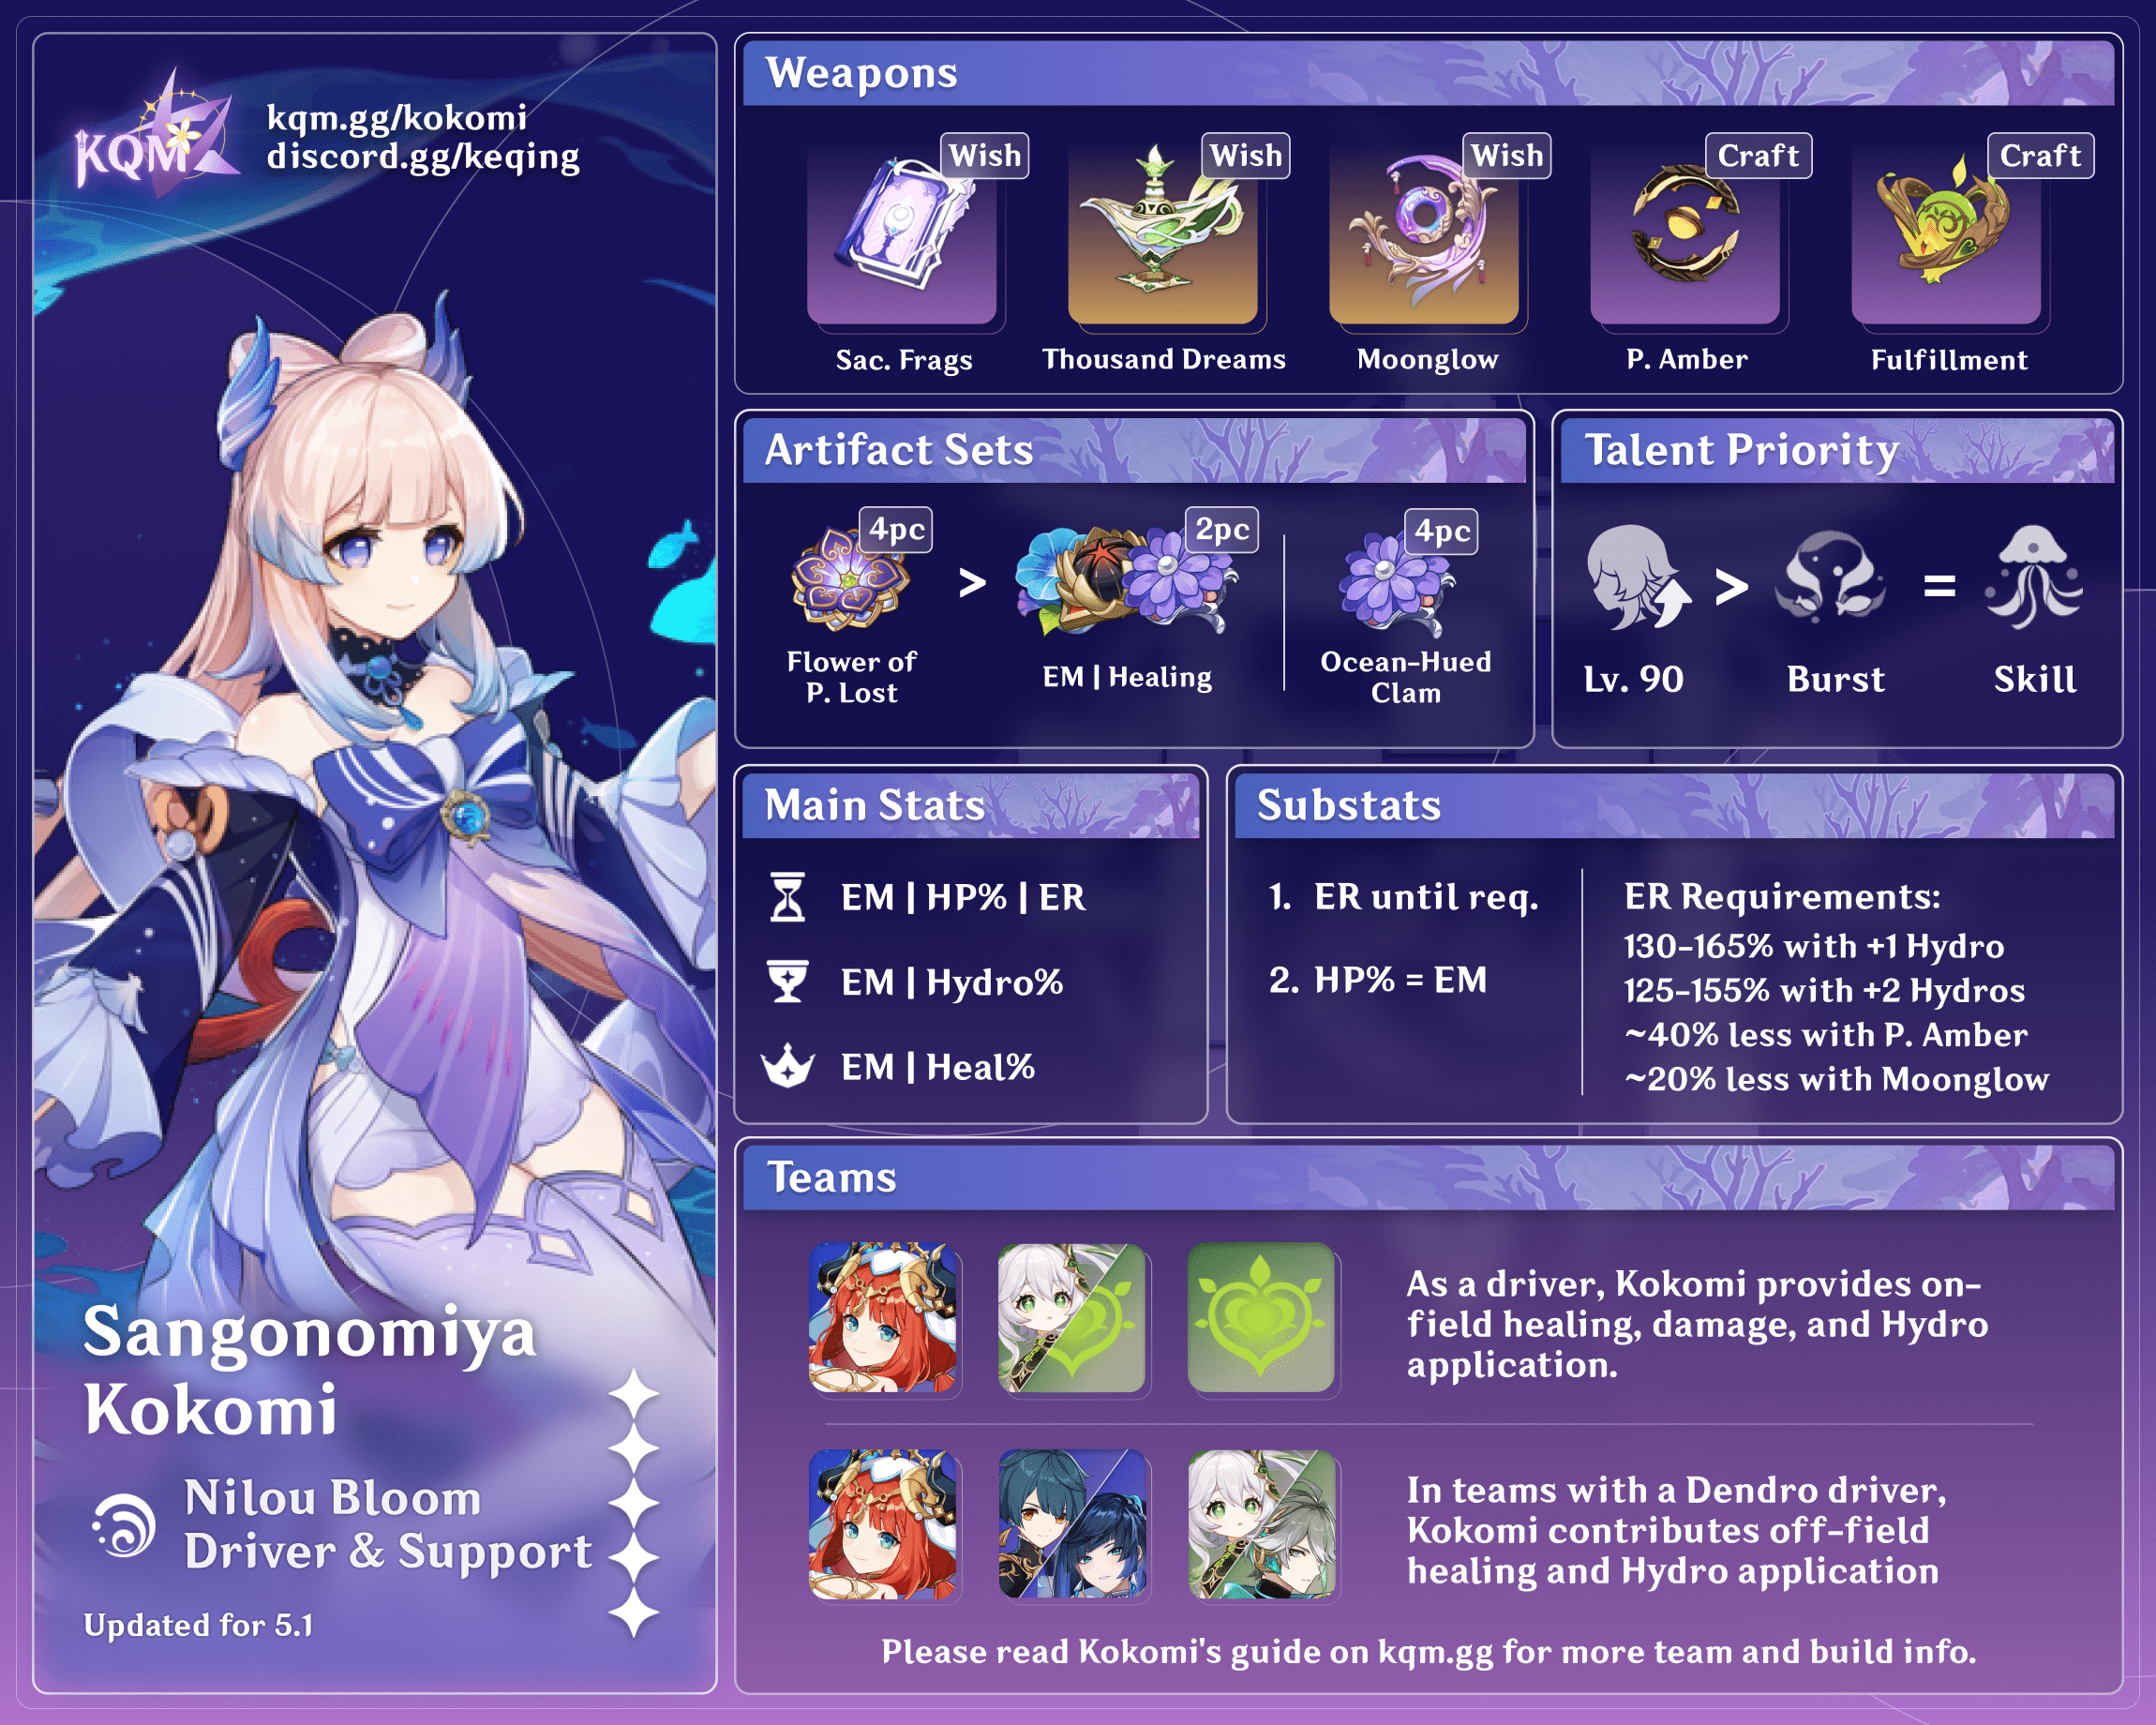 KQM
kqm.gg/kokomi
discord.gg/keqing
Sangonomiya
Kokomi
Nilou Bloom
Driver & Support
Updated for 5.1
Weapons
Wish
Wish
Wish
Craft
Craft
Sac. Frags
Thousand Dreams
Moonglow
P. Amber
Fulfillment
Artifact Sets
4pc
>
2pc
4pc
Flower of
P. Lost
EM | Healing
Ocean-Hued
Clam
Talent Priority
> =
Lv. 90
Burst
Skill
Main Stats
EM | HP% | ER
EM | Hydro%
EM | Heal%
Substats
1. ER until req.
2. HP% = EM
ER Requirements:
130-165% with +1 Hydro
125-155% with +2 Hydros
~40% less with P. Amber
~20% less with Moonglow
Teams
As a driver, Kokomi provides on-
field healing, damage, and Hydro
application.
In teams with a Dendro driver,
Kokomi contributes off-field
healing and Hydro application
Please read Kokomi's guide on kqm.gg for more team and build info.